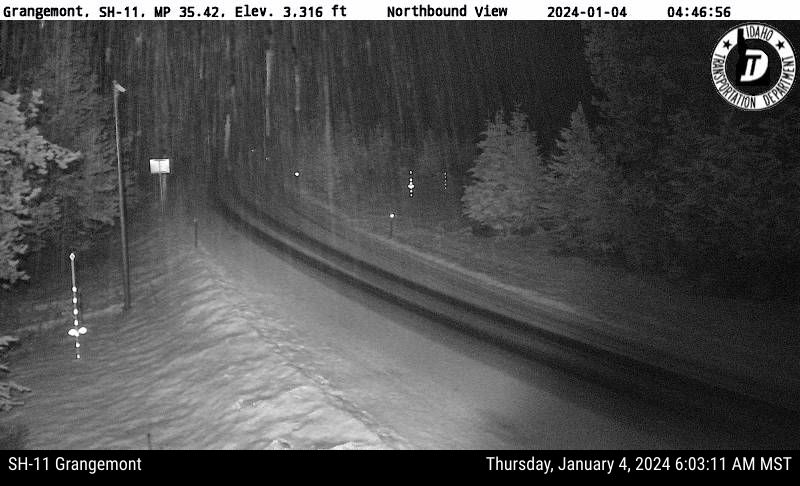 Grangemont, SH-11, MP 35.42, Elev. 3,316 ft Northbound View 2024-01-04 04:46:56
IDAHO
TRANSPORTATION DEPARTMENT
SH-11 Grangemont Thursday, January 4, 2024 6:03:11 AM MST